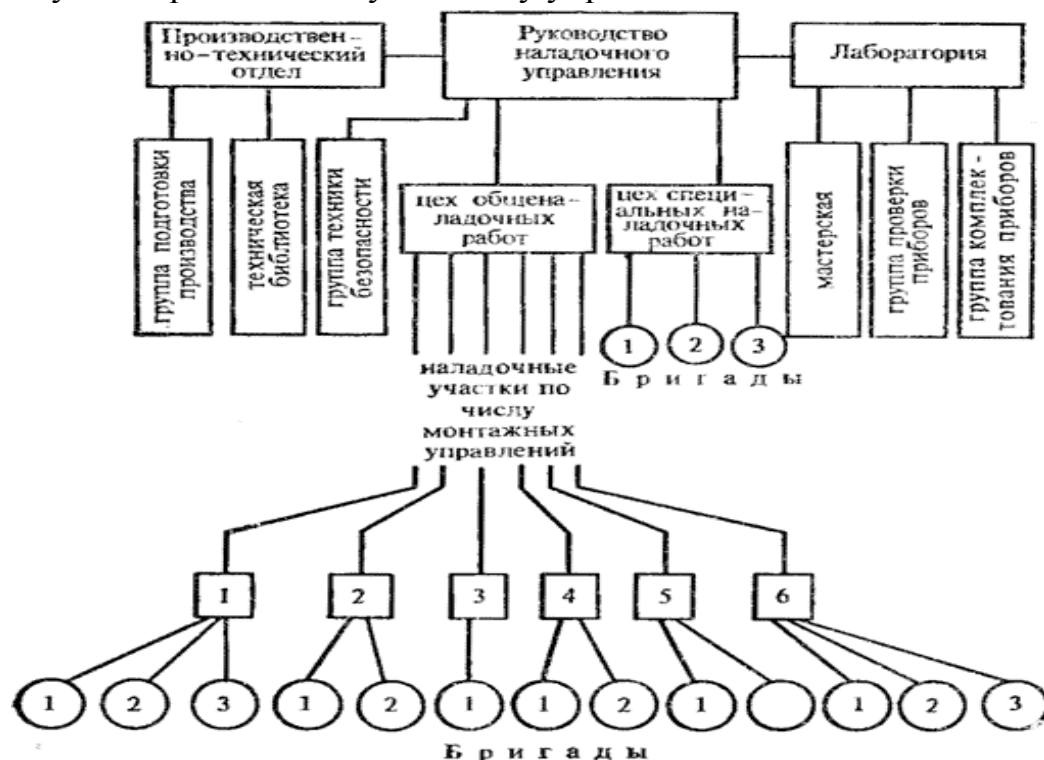 Производствен-
но-технический
отдел
Руководство
наладочного
управления
Лаборатория
группа подготовки
производства
техническая
библиотека
группа техники
безопасности
цех общена-
ладочных
работ
цех специ-
альных на-
ладочных
работ
мастерская
группа проверки
приборов
группа комплек-
тования приборов
1 2 3
Бригады
наладочные
участки по
числу
монтажных
управлений
1 2 3 4 5 6
1 2 3 1 2 1 1 2 1 1 2 3
Бригады